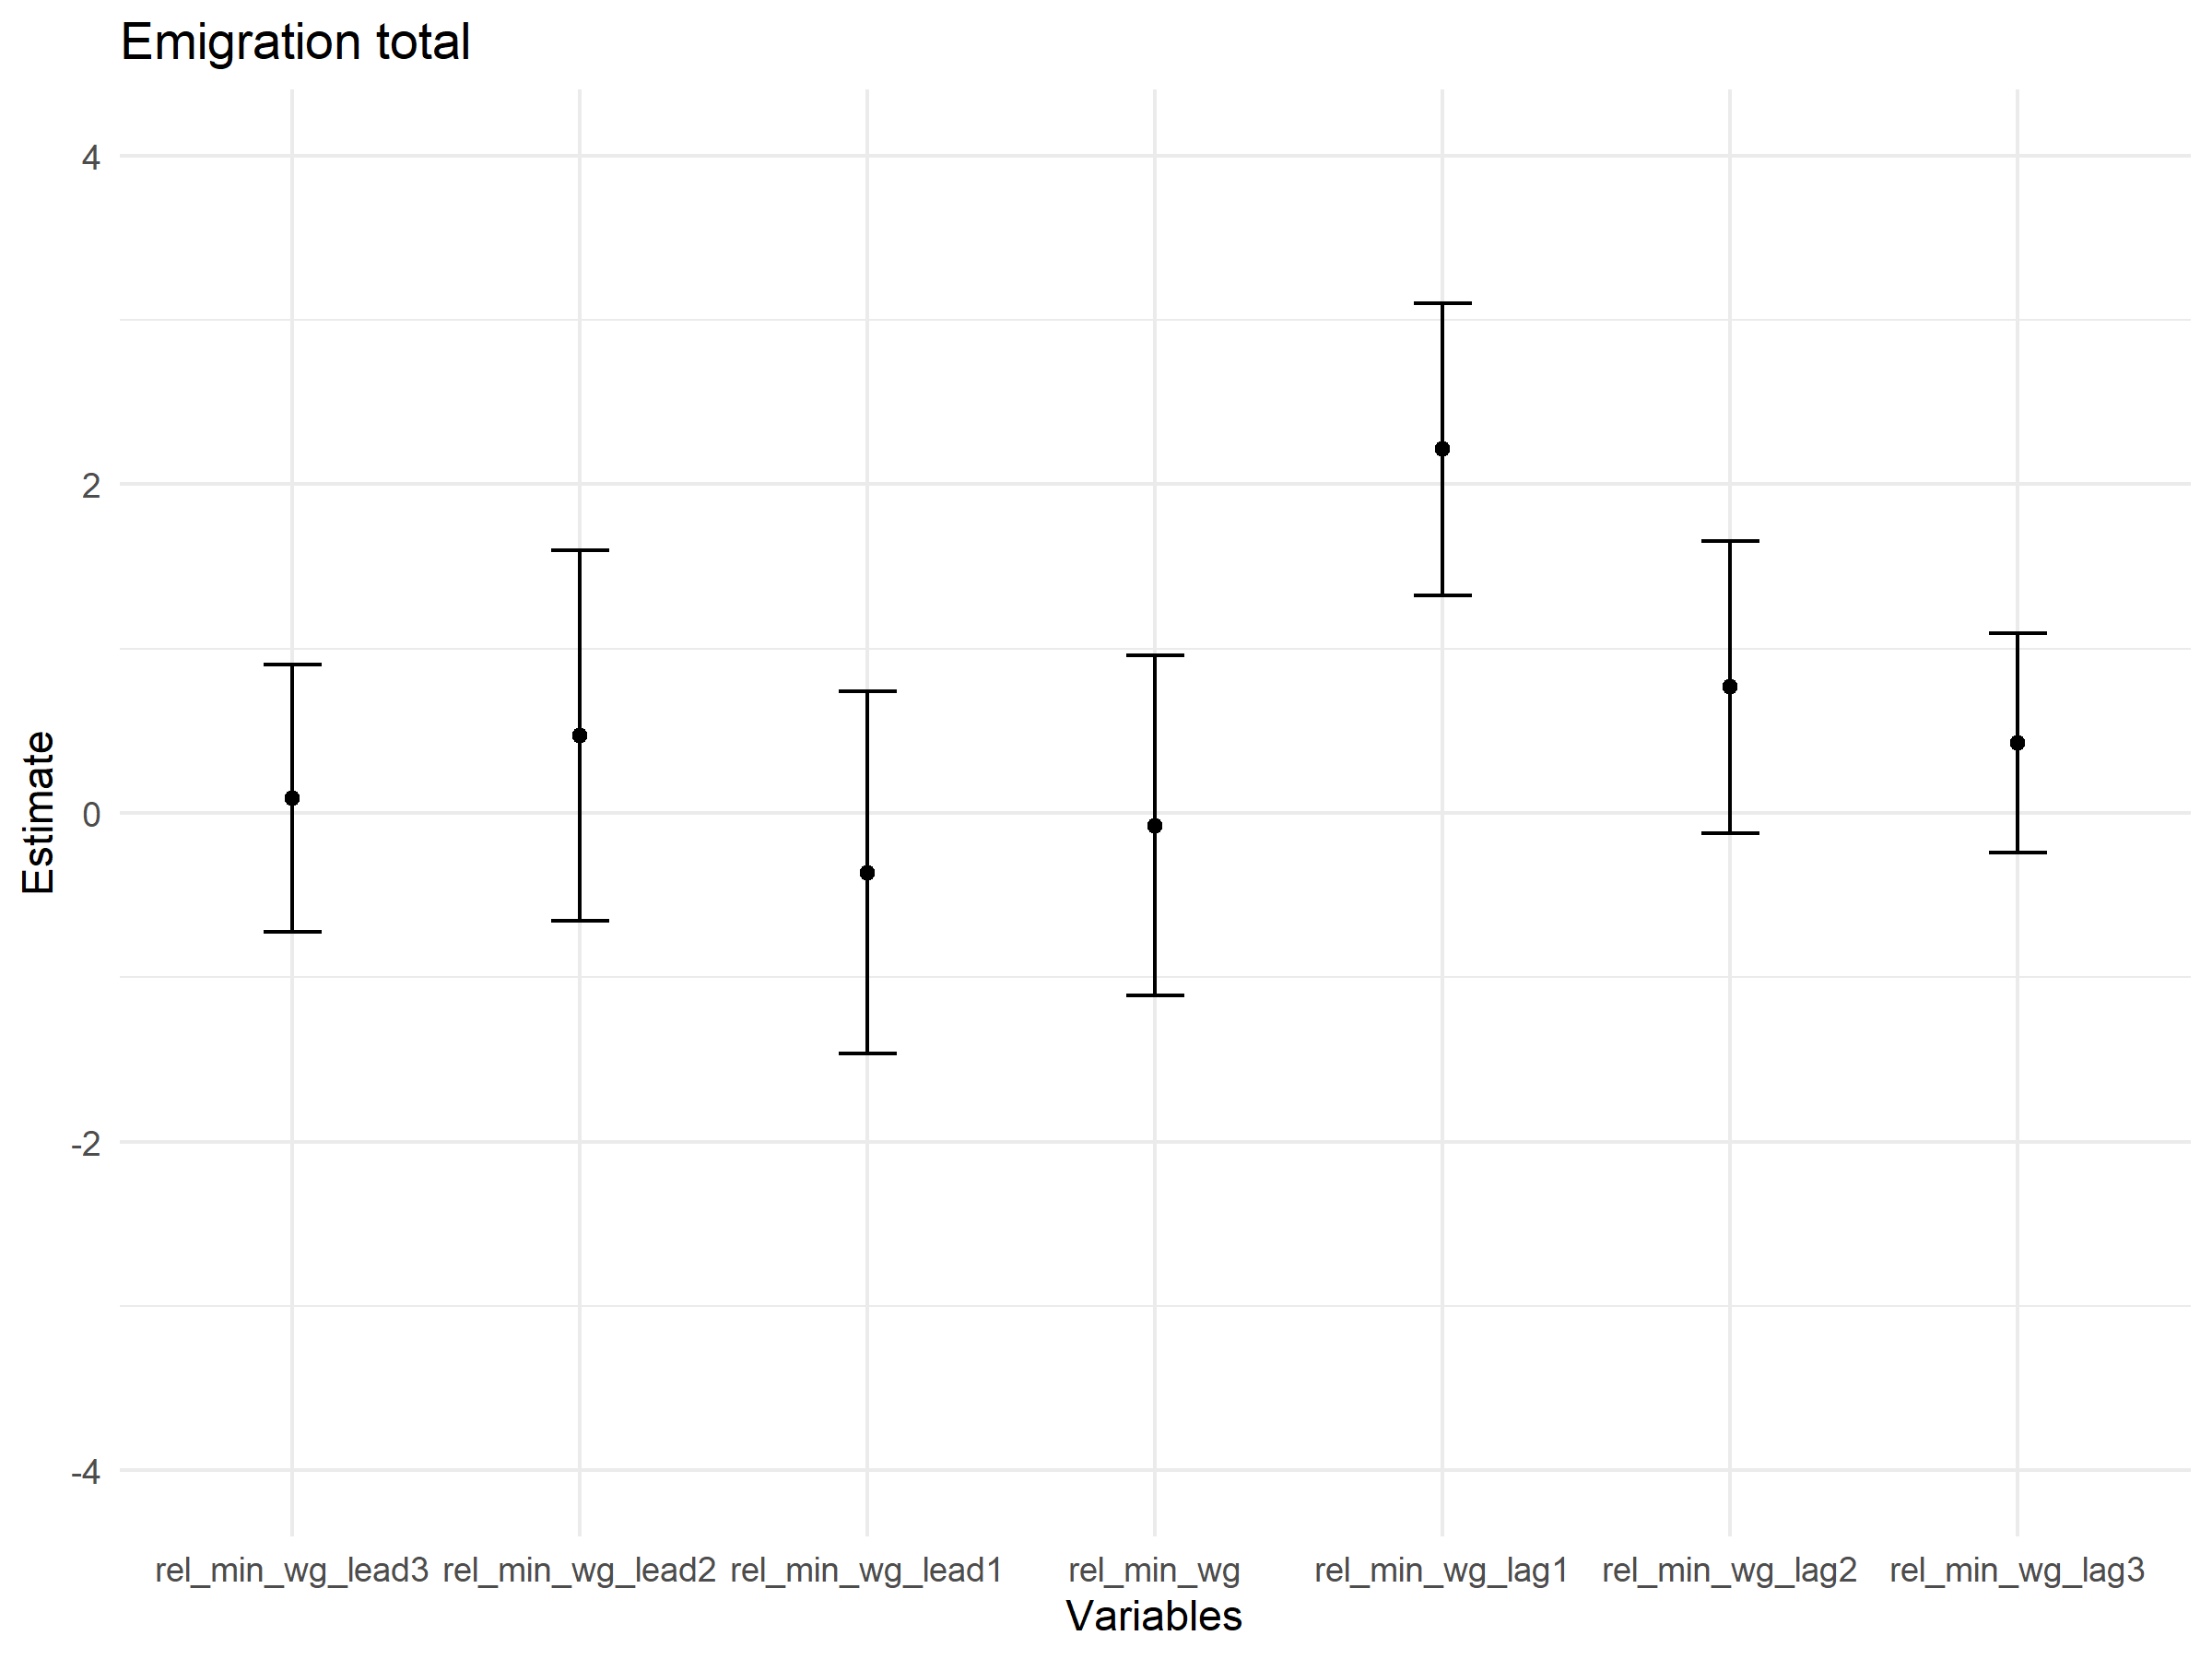 Emigration total
4
2
0
-2
-4
Estimate
rel_min_wg_lead3 rel_min_wg_lead2 rel_min_wg_lead1 rel_min_wg rel_min_wg_lag1 rel_min_wg_lag2 rel_min_wg_lag3
Variables